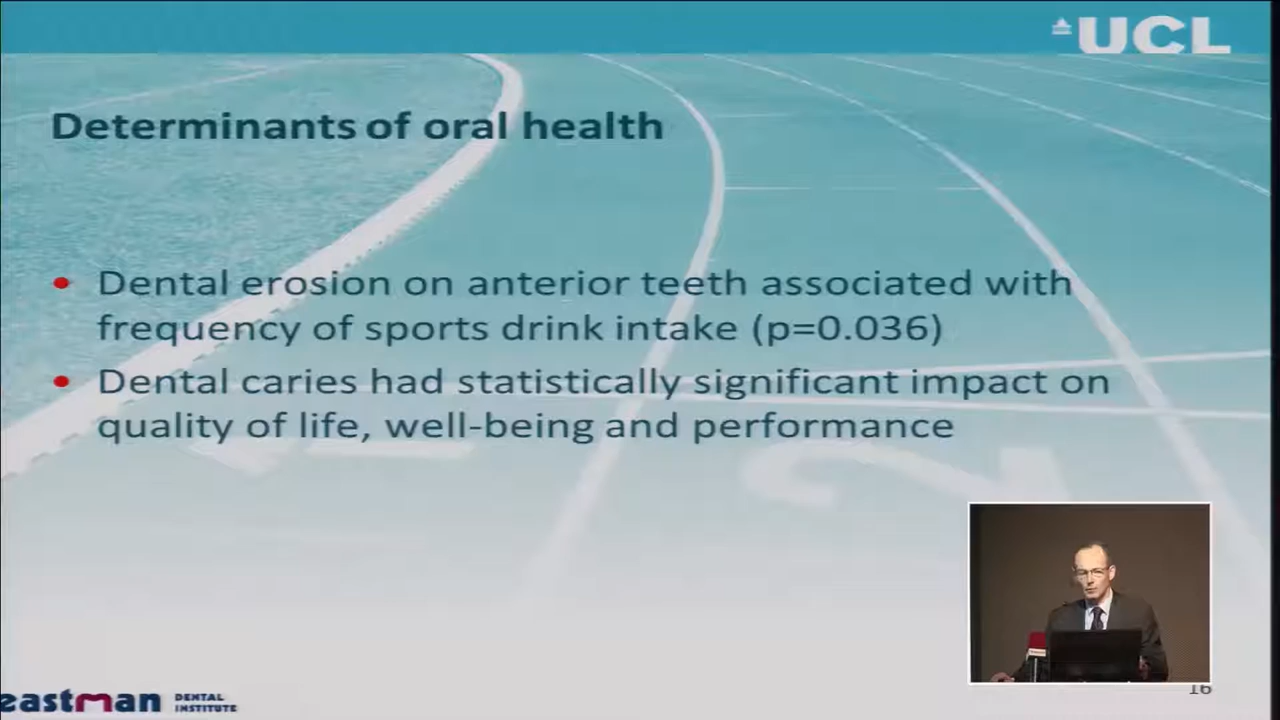 UCL
Determinants of oral health
• Dental erosion on anterior teeth associated with
frequency of sports drink intake (p=0.036)
• Dental caries had statistically significant impact on
quality of life, well-being and performance
16
eastman DENTAL
INSTITUTE